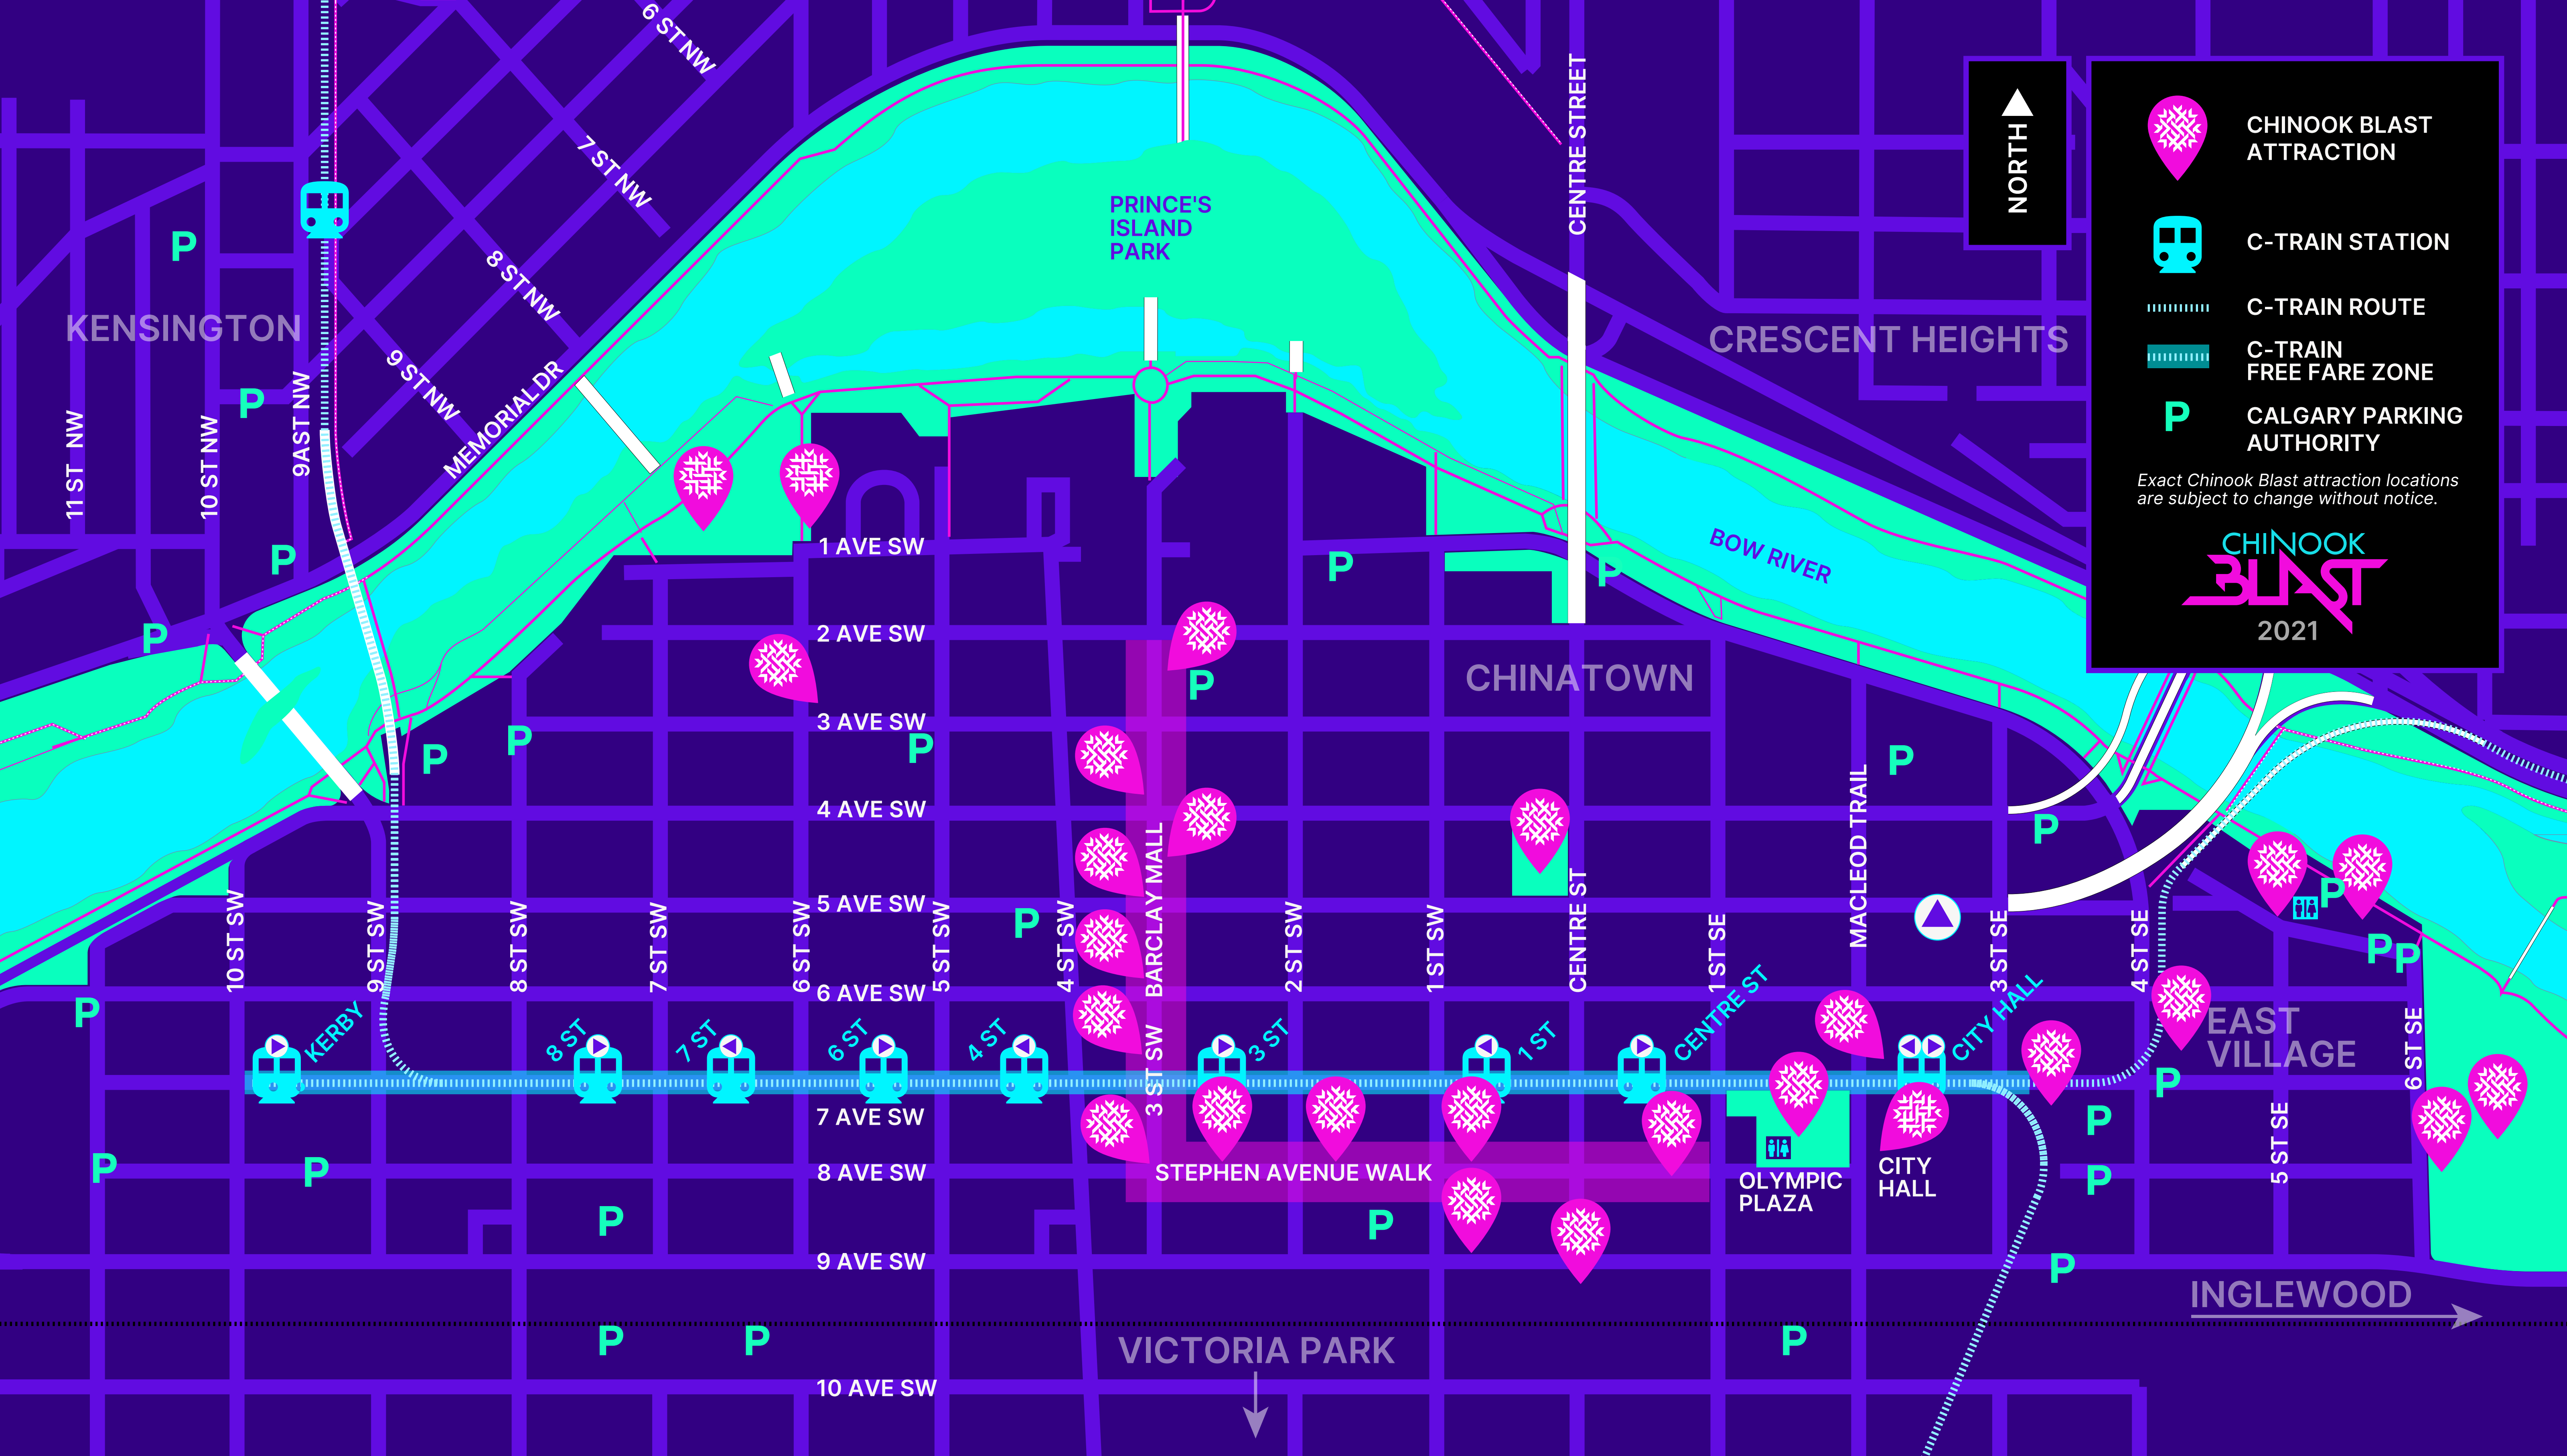 6 ST NW
7 ST NW
8 ST NW
9 ST NW
MEMORIAL DR
KENSINGTON
11 ST NW
10 ST NW
9A ST NW
P
P
P
P
PRINCE'S
ISLAND
PARK
CENTRE STREET
CRESCENT HEIGHTS
BOW RIVER
NORTH
CHINOOK BLAST
ATTRACTION
C-TRAIN STATION
C-TRAIN ROUTE
C-TRAIN
FREE FARE ZONE
P
CALGARY PARKING
AUTHORITY
Exact Chinook Blast attraction locations
are subject to change without notice.
CHINOOK
BLAST
2021
1 AVE SW
P
P
2 AVE SW
P
CHINATOWN
3 AVE SW
P
P
P
P
P
4 AVE SW
MACLEOD TRAIL
BARCLAY MALL
5 AVE SW
P
P
P
P
10 ST SW
9 ST SW
8 ST SW
7 ST SW
6 ST SW
5 ST SW
4 ST SW
2 ST SW
1 ST SW
CENTRE ST
1 ST SE
3 ST SE
4 ST SE
6 AVE SW
P
KERBY
8 ST
7 ST
6 ST
4 ST
3 ST
1 ST
CENTRE ST
CITY HALL
EAST
VILLAGE
6 ST SE
3 ST SW
P
P
7 AVE SW
5 ST SE
P
P
8 AVE SW
STEPHEN AVENUE WALK
OLYMPIC
PLAZA
CITY
HALL
P
P
P
9 AVE SW
P
INGLEWOOD
P
P
VICTORIA PARK
P
10 AVE SW